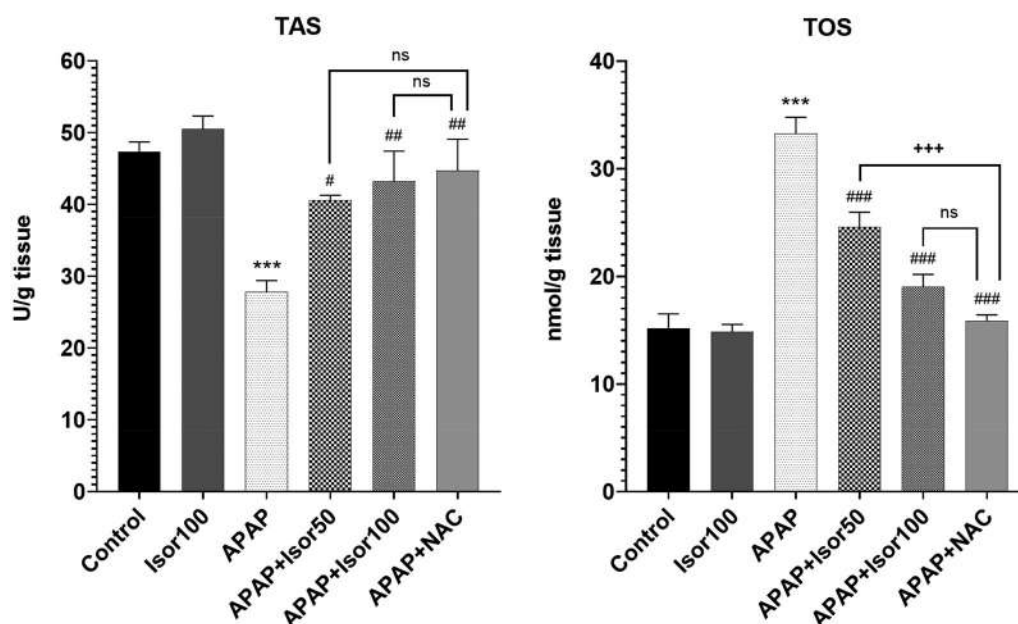 TAS
U/g tissue
60
50
40
30
20
10
0
***
#
##
##
ns
ns
Control
Isor100
APAP
APAP+Isor50
APAP+Isor100
APAP+NAC
TOS
nmol/g tissue
40
30
20
10
0
***
###
###
###
+++
ns
Control
Isor100
APAP
APAP+Isor50
APAP+Isor100
APAP+NAC